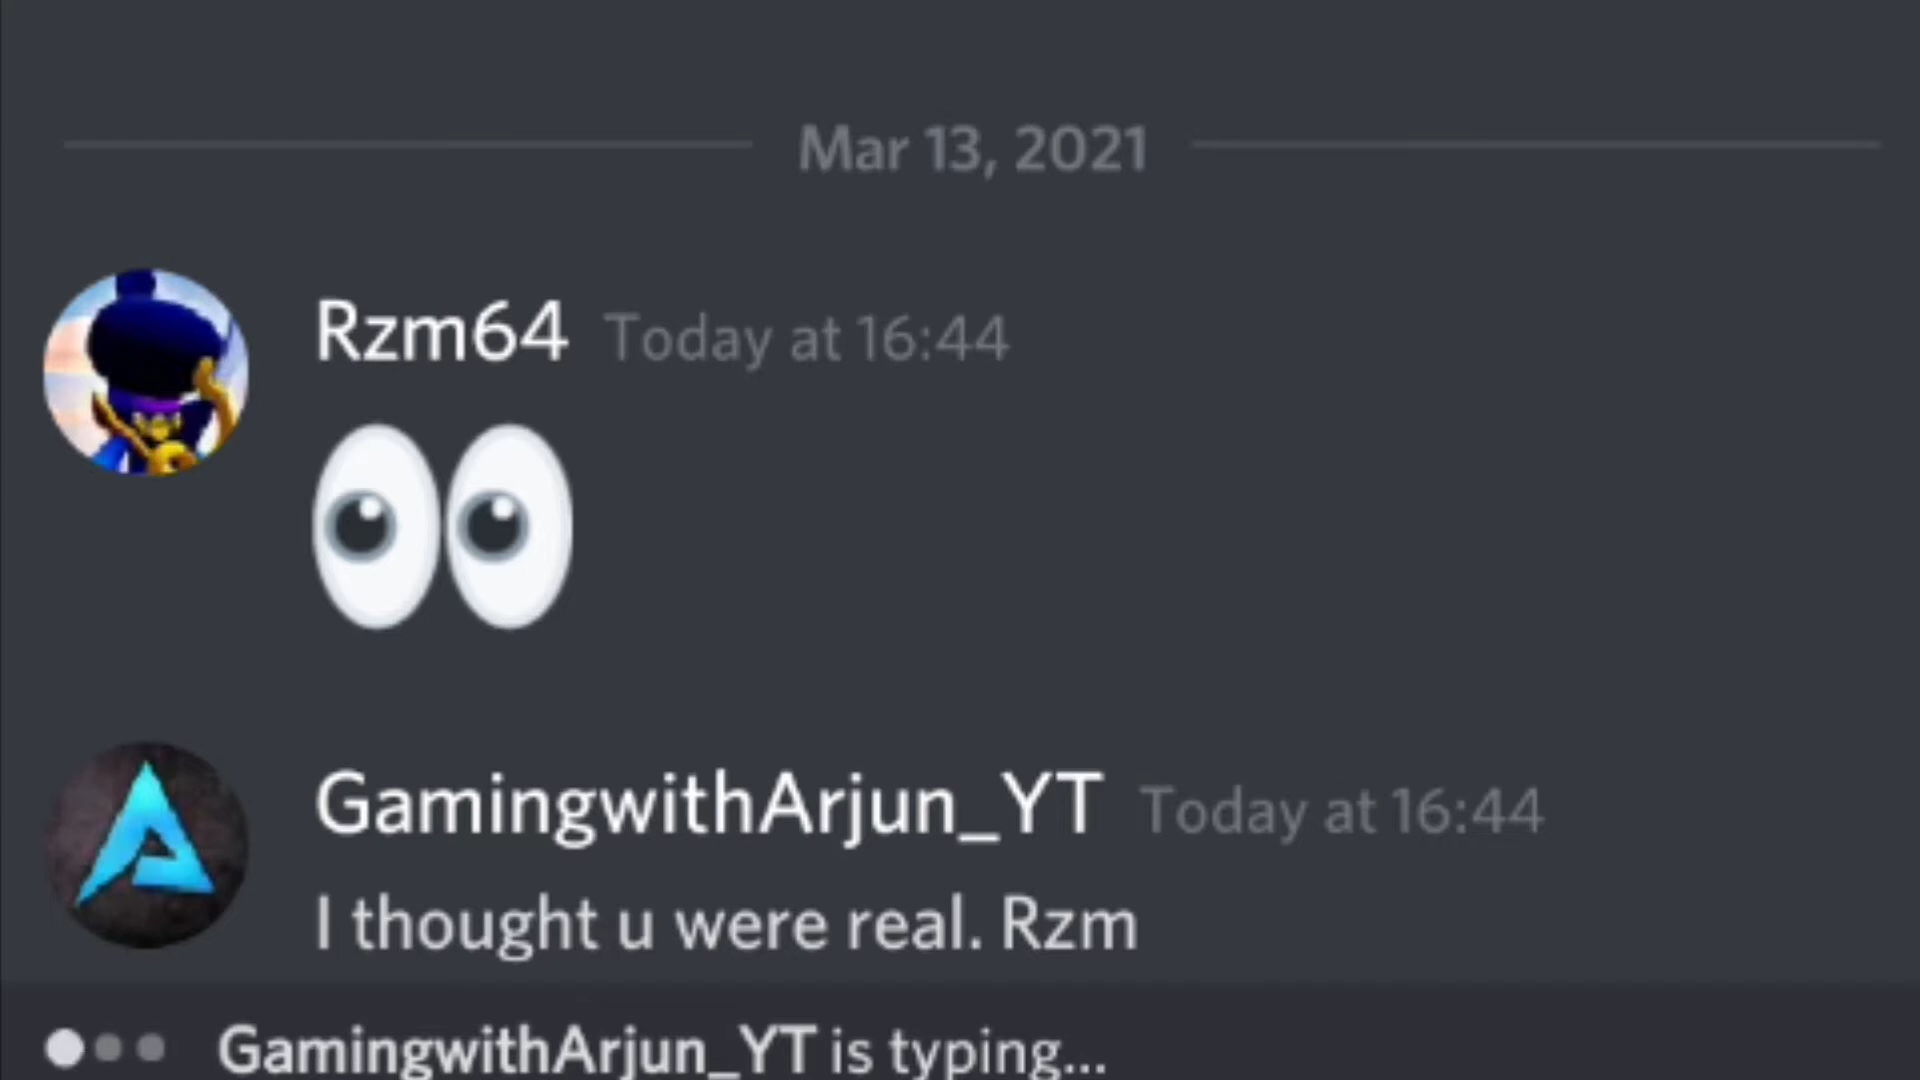 Mar 13, 2021
Rzm64 Today at 16:44
👀
GamingwithArjun_YT Today at 16:44
I thought u were real. Rzm
GamingwithArjun_YT is typing...